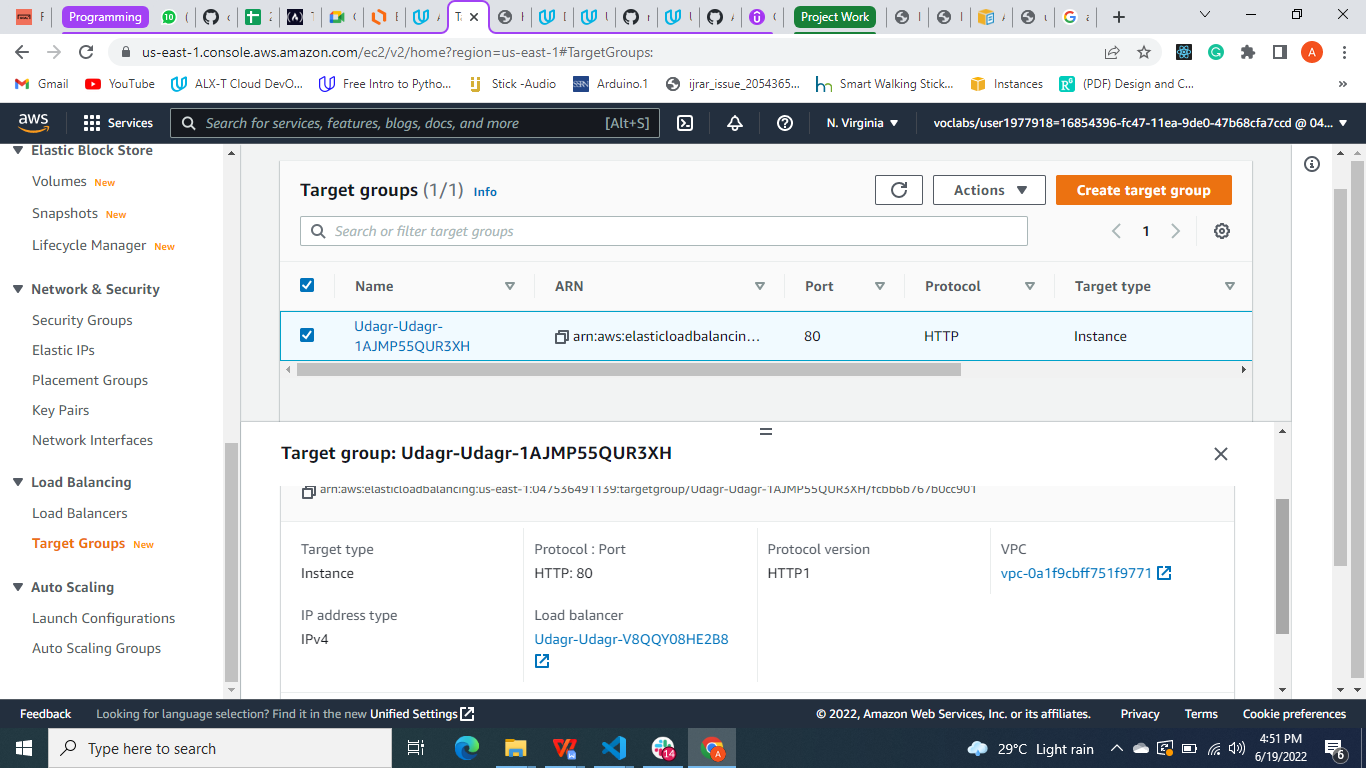 Programming
Project Work
us-east-1.console.aws.amazon.com/ec2/v2/home?region=us-east-1#TargetGroups:
A
Gmail
YouTube
ALX-T Cloud DevO...
Free Intro to Python...
Stick -Audio
Arduino.1
ijrar_issue_2054365...
Smart Walking Stick...
Instances
(PDF) Design and C...
»
aws
Services
Search for services, features, blogs, docs, and more
[Alt+S]
N. Virginia
voclabs/user1977918=16854396-fc47-11ea-9de0-47b68cfa7ccd @ 04...
Elastic Block Store
Volumes New
Snapshots New
Lifecycle Manager New
Network & Security
Security Groups
Elastic IPs
Placement Groups
Key Pairs
Network Interfaces
Load Balancing
Load Balancers
Target Groups New
Auto Scaling
Launch Configurations
Auto Scaling Groups
Target groups (1/1) Info
Actions
Create target group
Search or filter target groups
1
Name
ARN
Port
Protocol
Target type
Udagr-Udagr-
1AJMP55QUR3XH
arn:aws:elasticloadbalancin...
80
HTTP
Instance
Target group: Udagr-Udagr-1AJMP55QUR3XH
arn:aws:elasticloadbalancing:us-east-1:047536491139:targetgroup/Udagr-Udagr-1AJMP55QUR3XH/fcbb6b767b0cc901
Target type
Instance
Protocol : Port
HTTP: 80
Protocol version
HTTP1
VPC
vpc-0a1f9cbff751f9771
IP address type
IPv4
Load balancer
Udagr-Udagr-V8QQY08HE2B8
Feedback
Looking for language selection? Find it in the new Unified Settings
© 2022, Amazon Web Services, Inc. or its affiliates.
Privacy
Terms
Cookie preferences
Type here to search
14
29°C Light rain
4:51 PM
6/19/2022
6